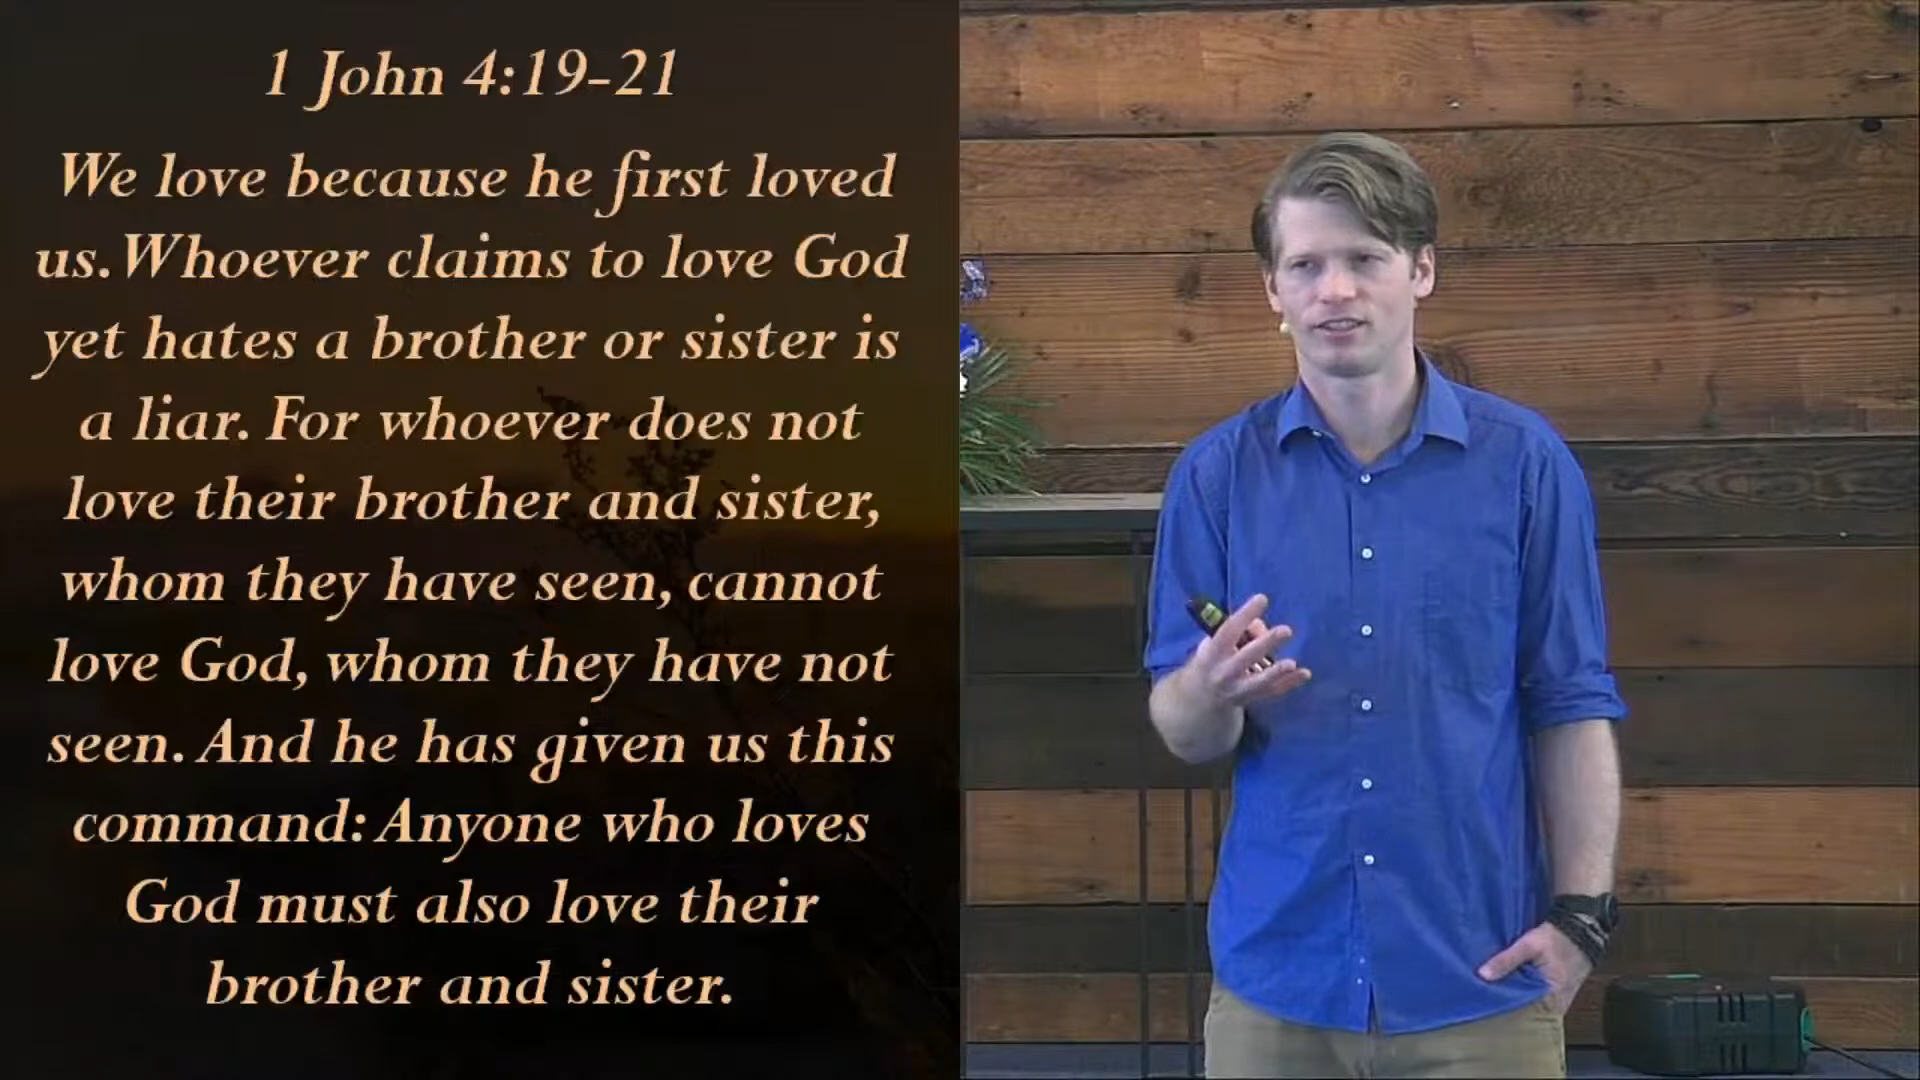 1 John 4:19-21
We love because he first loved
us. Whoever claims to love God
yet hates a brother or sister is
a liar. For whoever does not
love their brother and sister,
whom they have seen, cannot
love God, whom they have not
seen. And he has given us this
command: Anyone who loves
God must also love their
brother and sister.